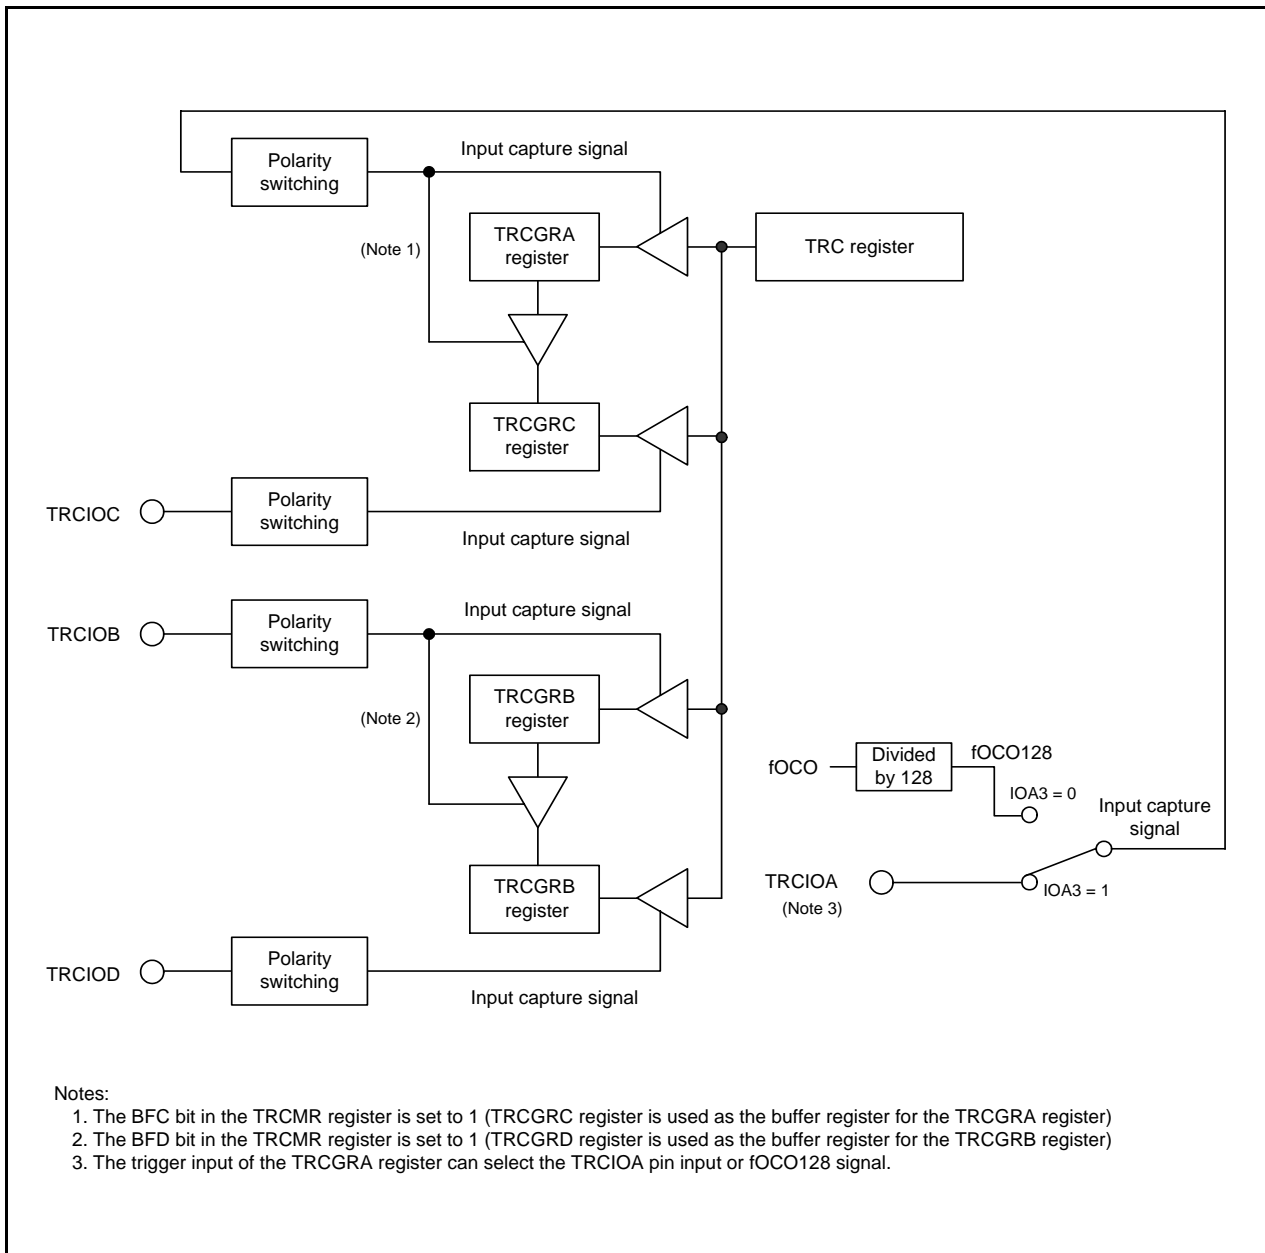 Polarity
switching
Input capture signal
(Note 1)
TRCGRA
register
TRC register
TRCGRC
register
TRCIOC
Polarity
switching
Input capture signal
TRCIOB
Polarity
switching
Input capture signal
(Note 2)
TRCGRB
register
fOCO
Divided
by 128
fOCO128
IOA3 = 0
Input capture
signal
TRCIOA
(Note 3)
IOA3 = 1
TRCGRB
register
TRCIOD
Polarity
switching
Input capture signal
Notes:
1. The BFC bit in the TRCMR register is set to 1 (TRCGRC register is used as the buffer register for the TRCGRA register)
2. The BFD bit in the TRCMR register is set to 1 (TRCGRD register is used as the buffer register for the TRCGRB register)
3. The trigger input of the TRCGRA register can select the TRCIOA pin input or fOCO128 signal.